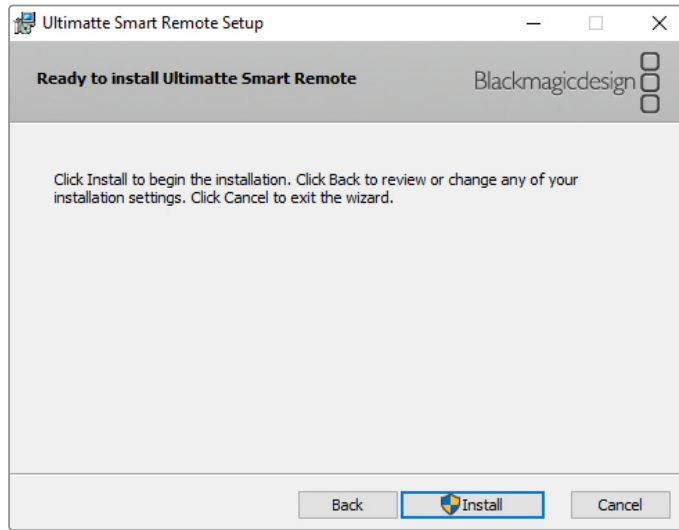 Ultimatte Smart Remote Setup
Ready to install Ultimatte Smart Remote
Blackmagicdesign
Click Install to begin the installation. Click Back to review or change any of your
installation settings. Click Cancel to exit the wizard.
Back
Install
Cancel